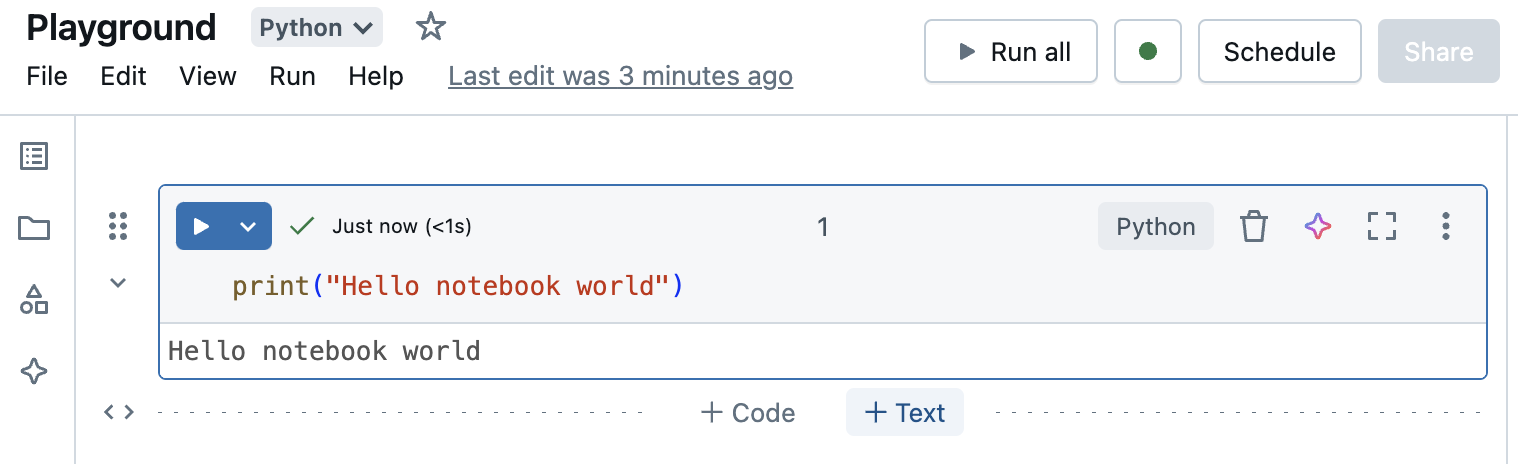 Playground Python
File Edit View Run Help Last edit was 3 minutes ago
Run all Schedule Share
Just now (<1s) 1 Python
print("Hello notebook world")
Hello notebook world
+ Code + Text